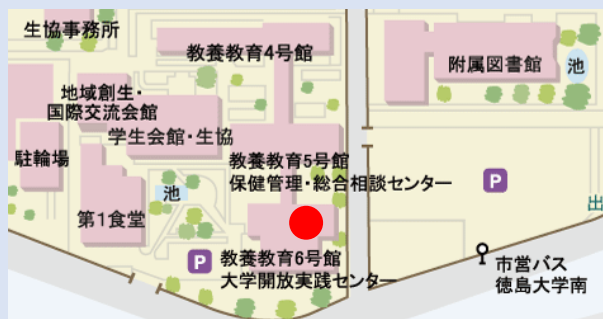 生協事務所
教養教育4号館
附属図書館
池
地域創生・
国際交流会館
学生会館・生協
駐輪場
教養教育5号館
保健管理・総合相談センター
P
池
第1食堂
出
P
教養教育6号館
大学開放実践センター
市営バス
徳島大学南